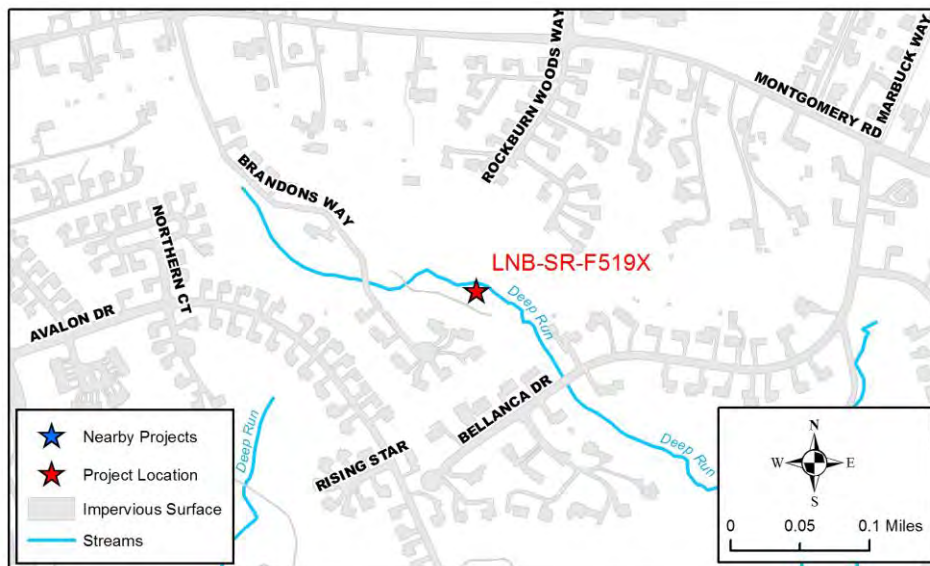 MARBUCK WAY
ROCKBURN WOODS WAY
MONTGOMERY RD
BRANDONS WAY
NORTHERN CT
LNB-SR-F519X
Deep Run
AVALON DR
BELLANCA DR
RISING STAR
Deep Run
Deep Run
Nearby Projects
Project Location
Impervious Surface
Streams
N
W E
S
0 0.05 0.1 Miles